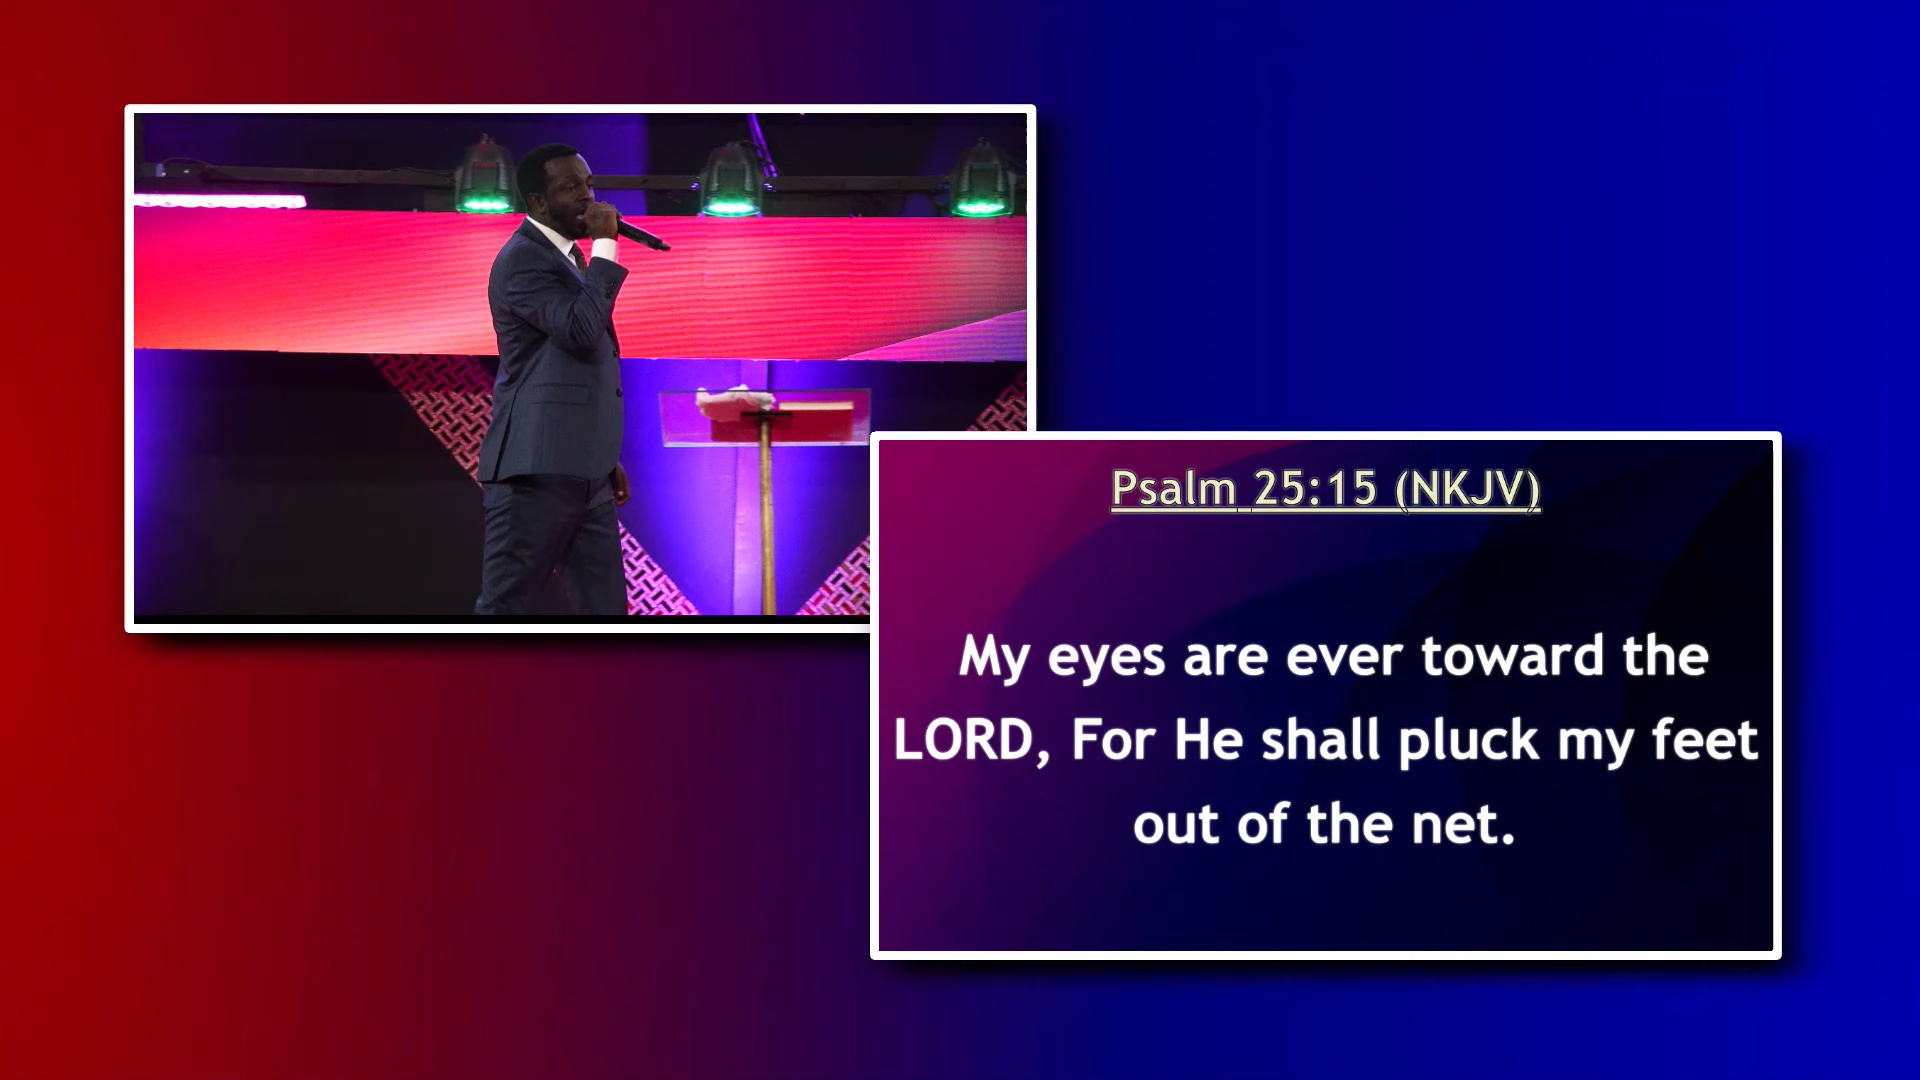 Psalm 25:15 (NKJV)
My eyes are ever toward the
LORD, For He shall pluck my feet
out of the net.